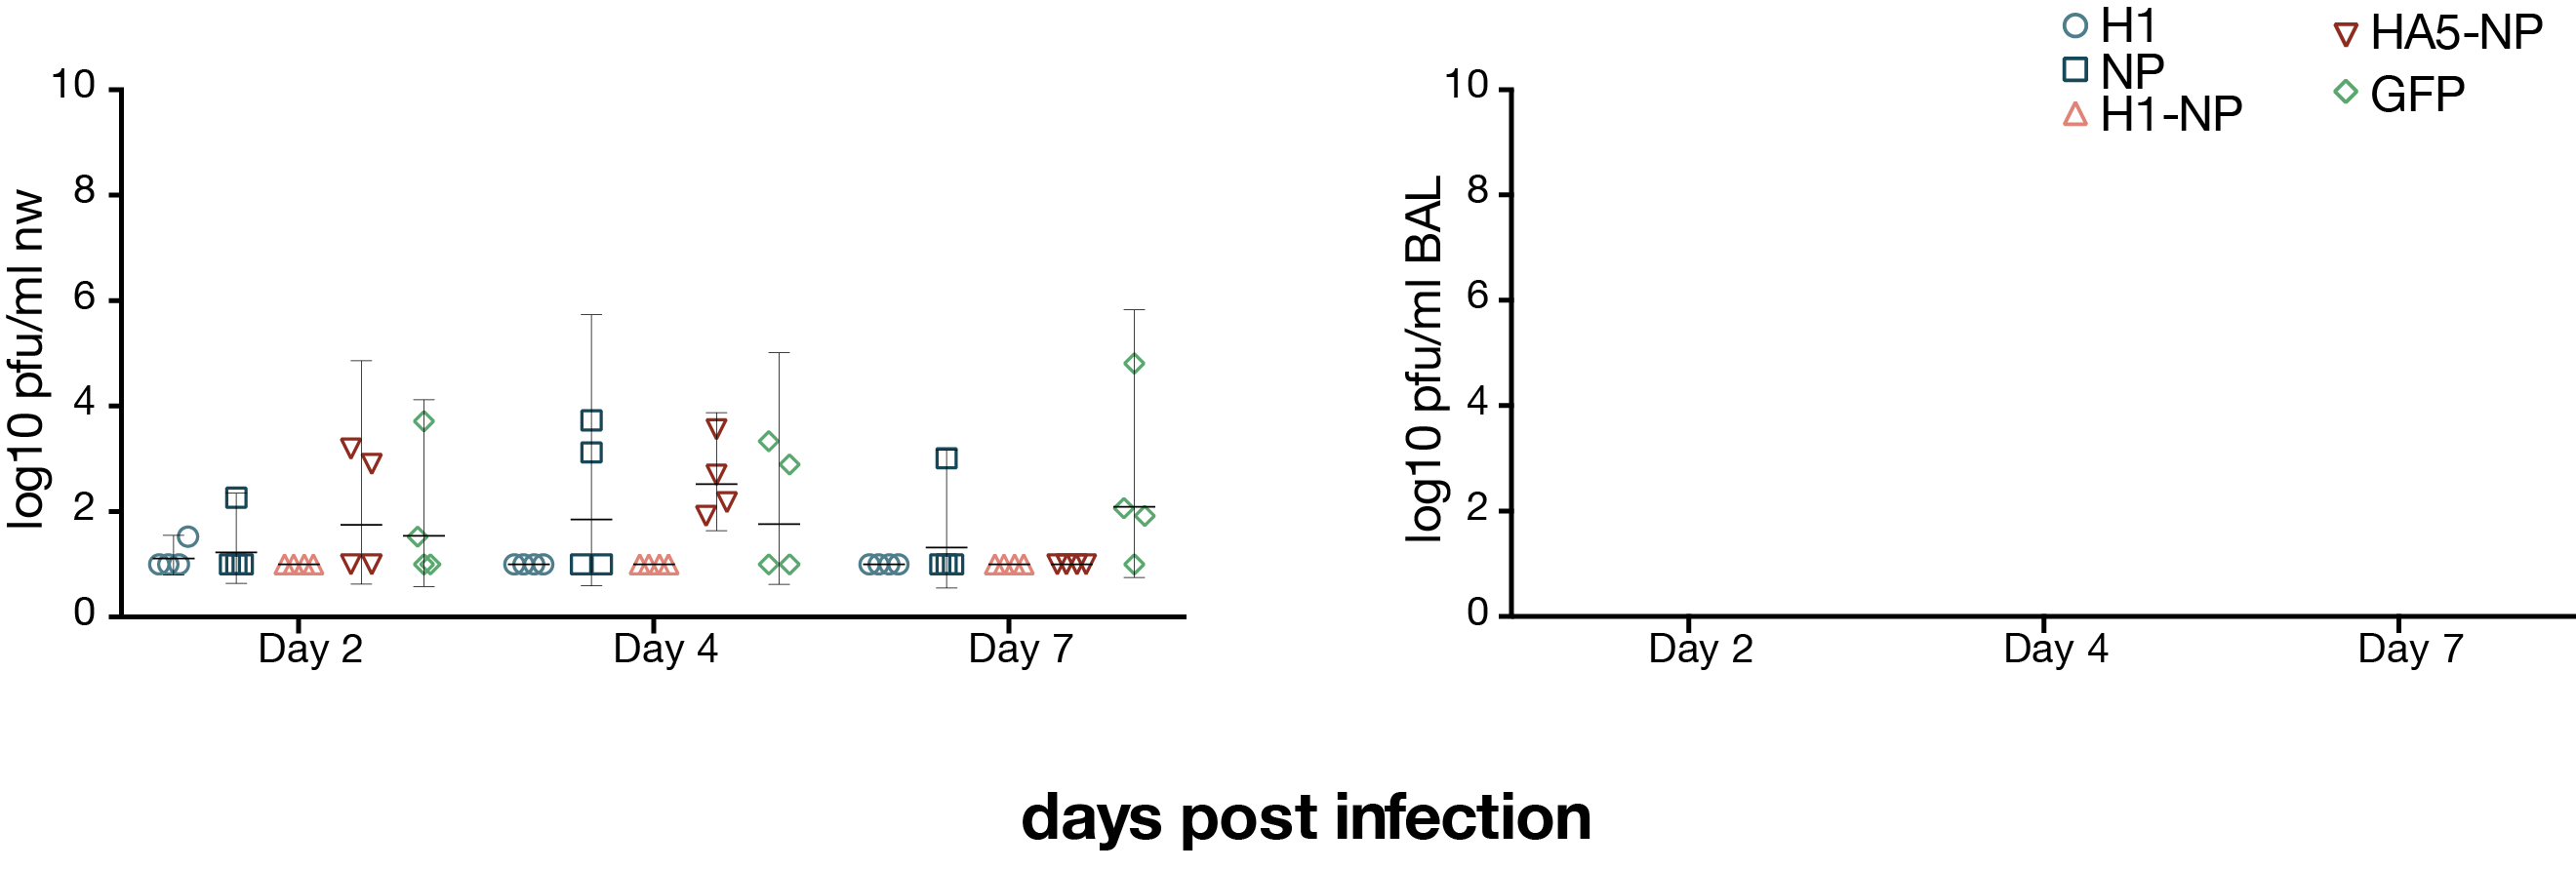 log10 pfu/ml nw
10
8
6
4
2
0
Day 2
Day 4
Day 7
log10 pfu/ml BAL
10
8
6
4
2
0
Day 2
Day 4
Day 7
H1
NP
H1-NP
HA5-NP
GFP
days post infection